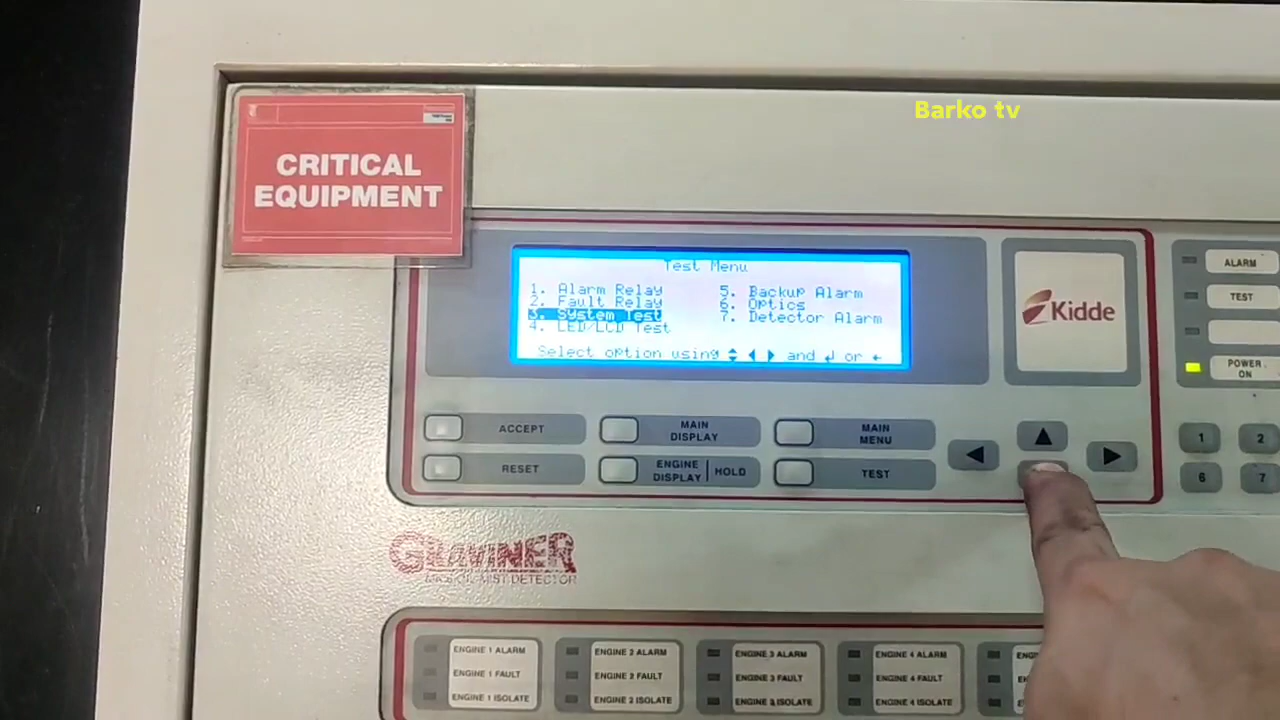 Barko tv
CRITICAL
EQUIPMENT
Test Menu
1. Alarm Relay
2. Fault Relay
3. System Test
4. LED/LCD Test
5. Backup Alarm
6. Optics
7. Detector Alarm
Select option using and or
Kidde
ALARM
TEST
POWER
ON
ACCEPT
MAIN
DISPLAY
MAIN
MENU
RESET
ENGINE
DISPLAY
HOLD
TEST
1
2
6
7
GRAVINER
OIL MIST DETECTOR
ENGINE 1 ALARM
ENGINE 1 FAULT
ENGINE 1 ISOLATE
ENGINE 2 ALARM
ENGINE 2 FAULT
ENGINE 2 ISOLATE
ENGINE 3 ALARM
ENGINE 3 FAULT
ENGINE 3 ISOLATE
ENGINE 4 ALARM
ENGINE 4 FAULT
ENGINE 4 ISOLATE